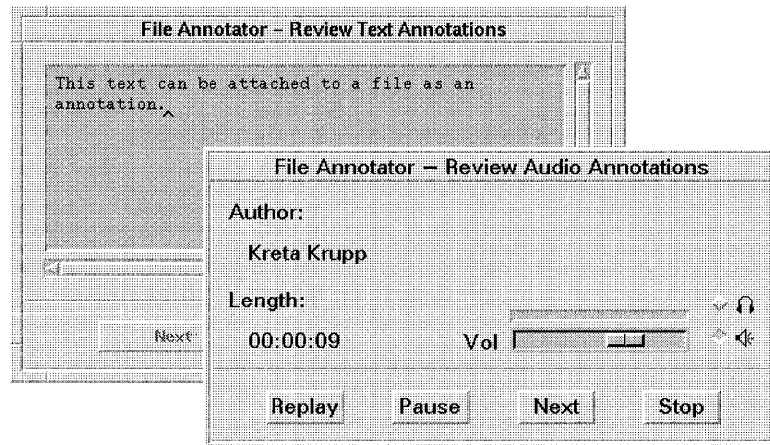 File Annotator – Review Text Annotations
This text can be attached to a file as an
annotation.
Next
File Annotator – Review Audio Annotations
Author:
Kreta Krupp
Length:
00:00:09 Vol
Replay Pause Next Stop